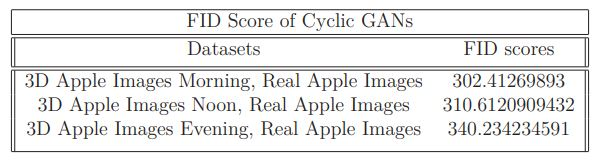 FID Score of Cyclic GANs
Datasets FID scores
3D Apple Images Morning, Real Apple Images 302.41269893
3D Apple Images Noon, Real Apple Images 310.6120909432
3D Apple Images Evening, Real Apple Images 340.234234591